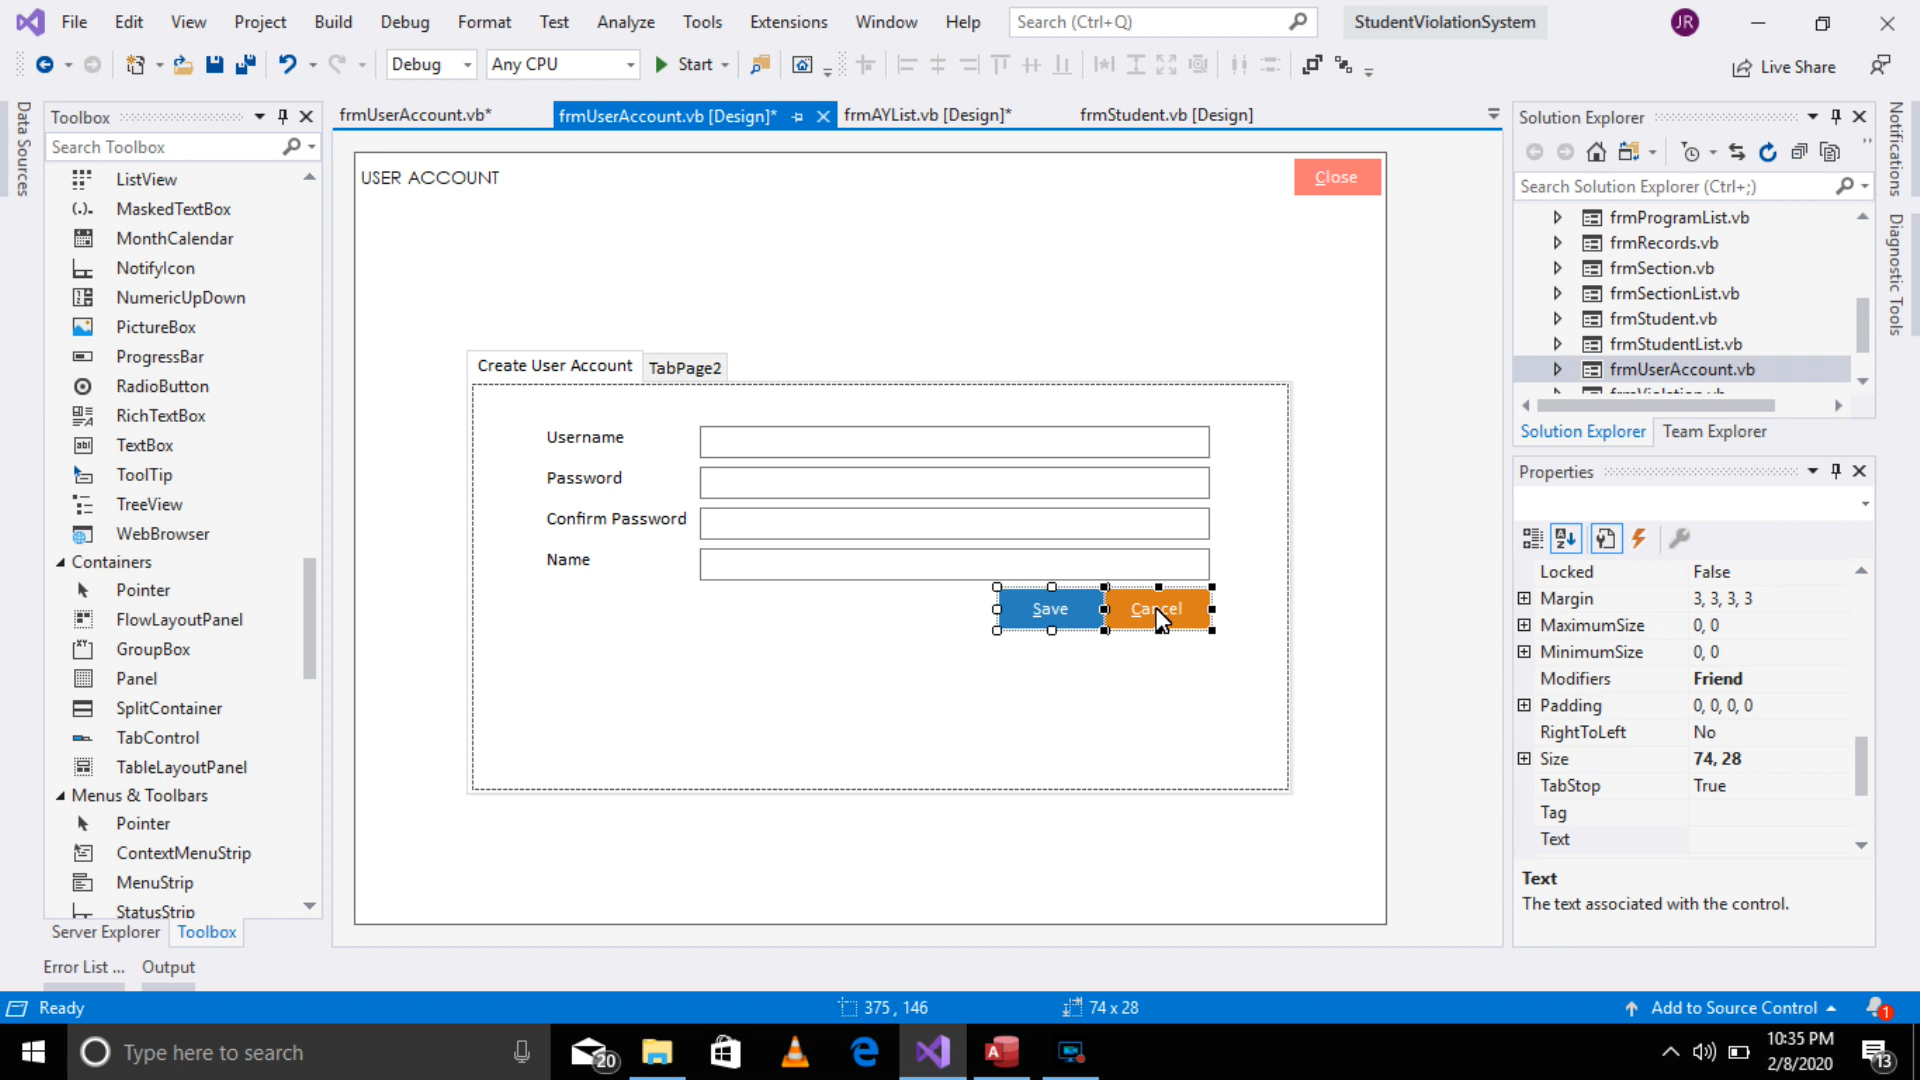 File Edit View Project Build Debug Format Test Analyze Tools Extensions Window Help Search (Ctrl+Q) StudentViolationSystem JR
Debug Any CPU Start Live Share
Data Sources
Toolbox
Search Toolbox
ListView
MaskedTextBox
MonthCalendar
NotifyIcon
NumericUpDown
PictureBox
ProgressBar
RadioButton
RichTextBox
TextBox
ToolTip
TreeView
WebBrowser
Containers
Pointer
FlowLayoutPanel
GroupBox
Panel
SplitContainer
TabControl
TableLayoutPanel
Menus & Toolbars
Pointer
ContextMenuStrip
MenuStrip
StatusStrip
Server Explorer Toolbox
Error List ... Output
frmUserAccount.vb* frmUserAccount.vb [Design]* frmAYList.vb [Design]* frmStudent.vb [Design]
USER ACCOUNT
Close
Create User Account TabPage2
Username
Password
Confirm Password
Name
Save Cancel
Solution Explorer
Search Solution Explorer (Ctrl+;)
frmProgramList.vb
frmRecords.vb
frmSection.vb
frmSectionList.vb
frmStudent.vb
frmStudentList.vb
frmUserAccount.vb
frmViolation.vb
Solution Explorer Team Explorer
Properties
Locked False
Margin 3, 3, 3, 3
MaximumSize 0, 0
MinimumSize 0, 0
Modifiers Friend
Padding 0, 0, 0, 0
RightToLeft No
Size 74, 28
TabStop True
Tag
Text
Text
The text associated with the control.
Notifications
Diagnostic Tools
Ready 375 , 146 74 x 28 Add to Source Control 1
Type here to search 20 10:35 PM
2/8/2020 13